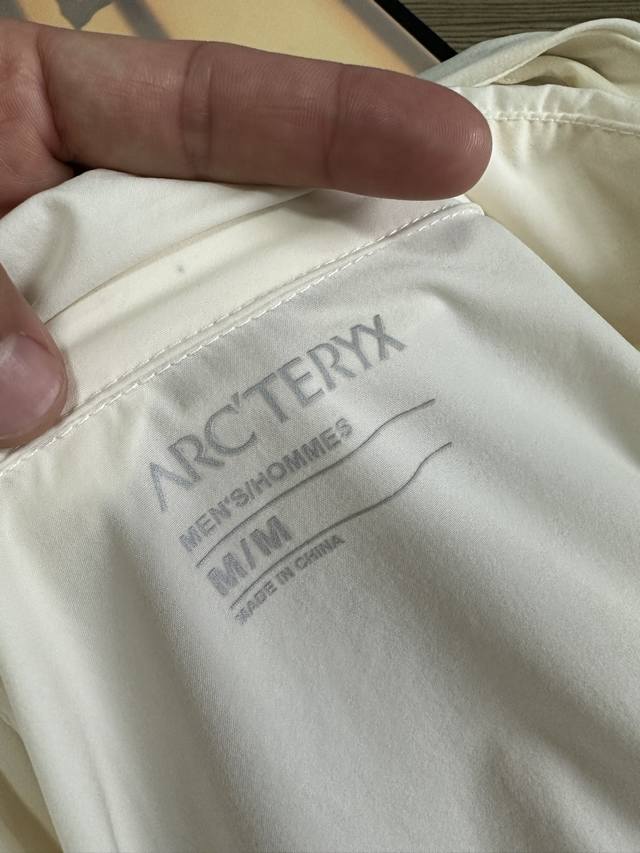 ARC'TERYX
MEN'S/HOMMES
M/M
MADE IN CHINA